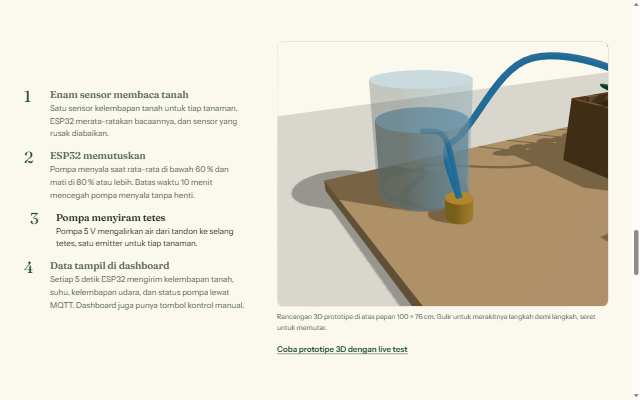 1 Enam sensor membaca tanah
Satu sensor kelembapan tanah untuk tiap tanaman.
ESP32 merata-ratakan bacaannya, dan sensor yang
rusak diabaikan.
2 ESP32 memutuskan
Pompa menyala saat rata-rata di bawah 60 % dan
mati di 80 % atau lebih. Batas waktu 10 menit
mencegah pompa menyala tanpa henti.
3 Pompa menyiram tetes
Pompa 5 V mengalirkan air dari tandon ke selang
tetes, satu emitter untuk tiap tanaman.
4 Data tampil di dashboard
Setiap 5 detik ESP32 mengirim kelembapan tanah,
suhu, kelembapan udara, dan status pompa lewat
MQTT. Dashboard juga punya tombol kontrol manual.
Rancangan 3D prototipe di atas papan 100 × 76 cm. Gulir untuk merakitnya langkah demi langkah, seret
untuk memutar.
Coba prototipe 3D dengan live test